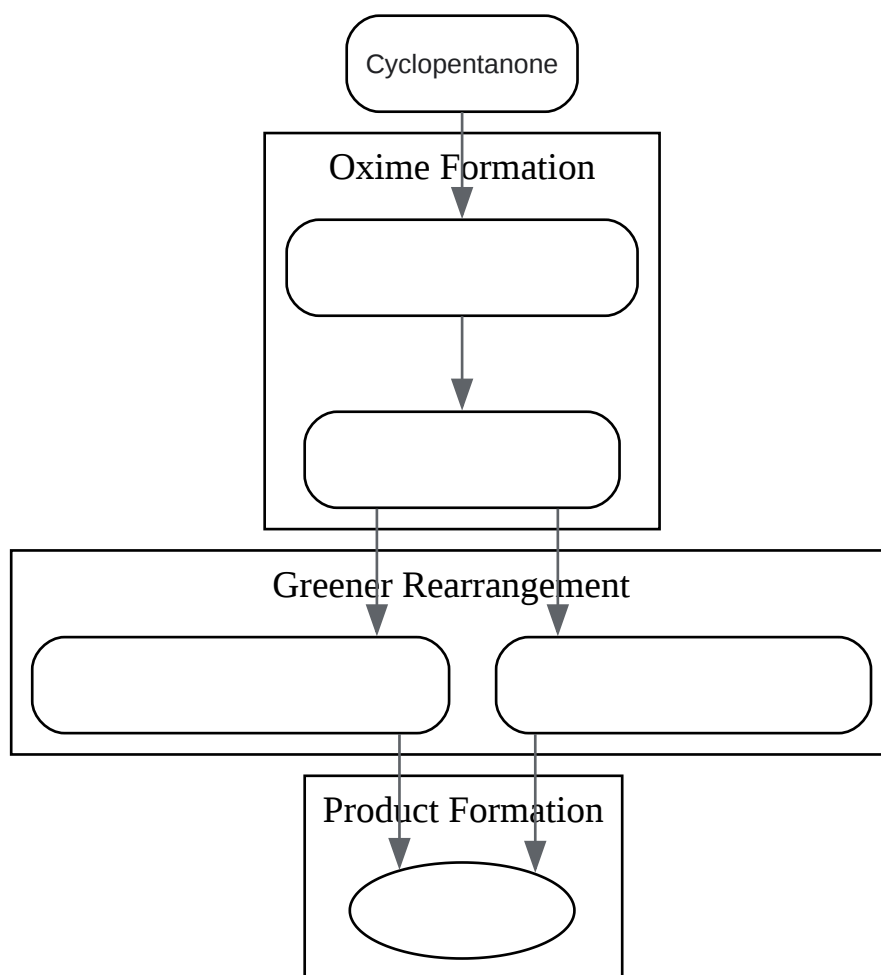 Cyclopentanone
Oxime Formation
Greener Rearrangement
Product Formation